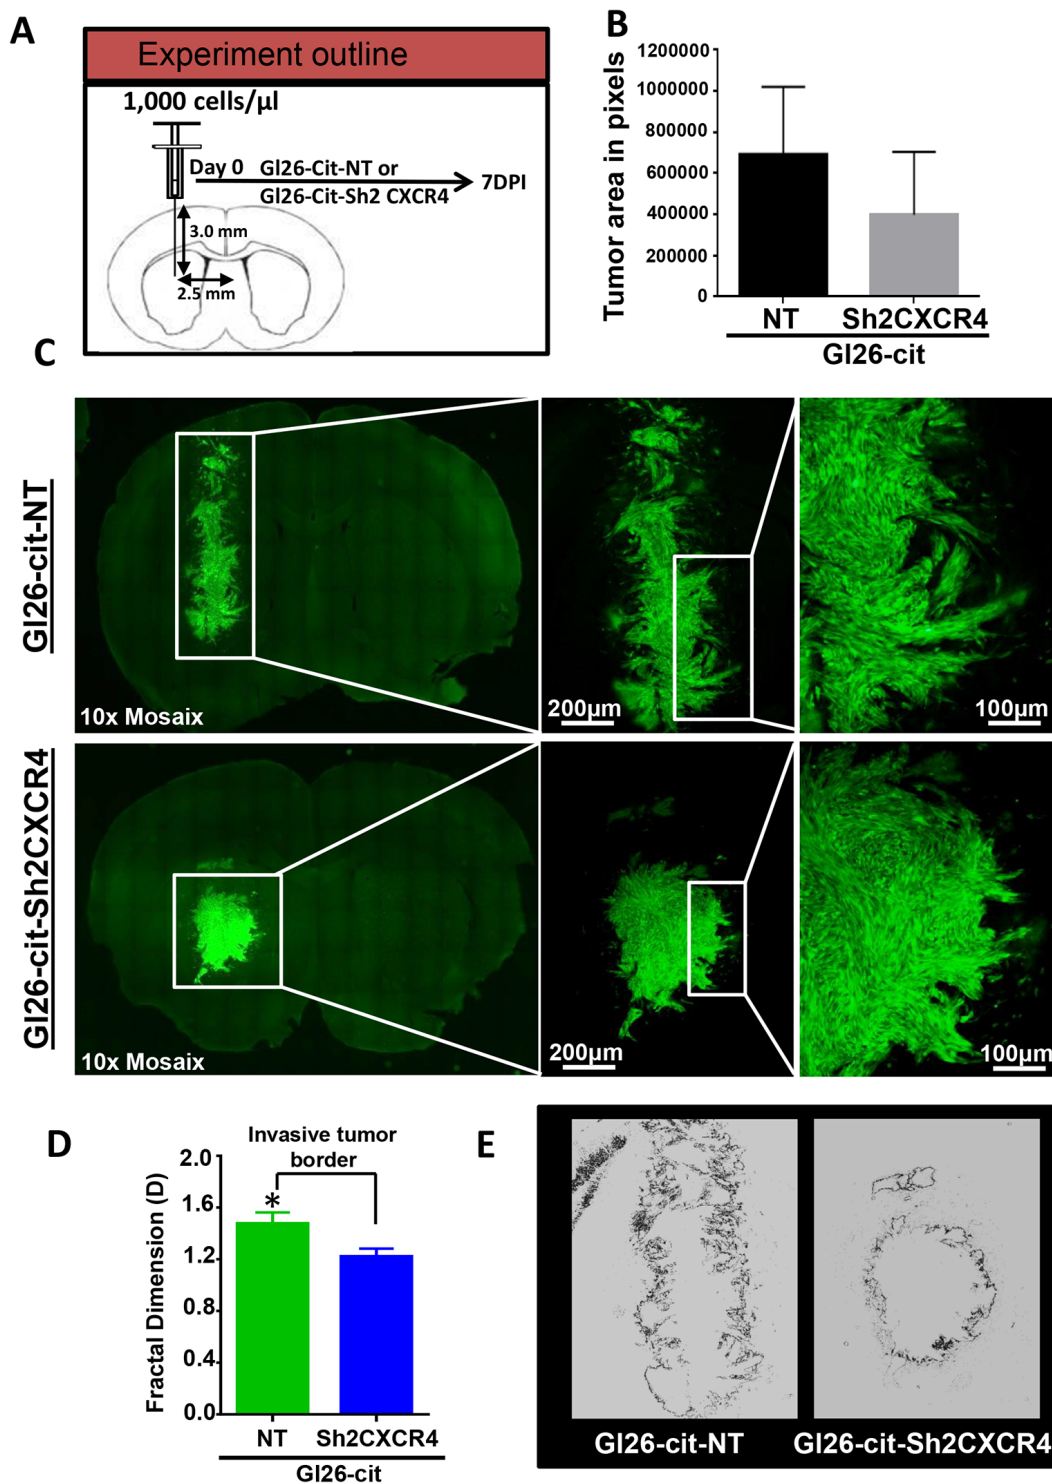 A
Experiment outline
1,000 cells/µl
Day 0 Gl26-Cit-NT or
Gl26-Cit-Sh2 CXCR4
7DPI
3.0 mm
2.5 mm
B
Tumor area in pixels
1200000
1000000
800000
600000
400000
200000
0
NT Sh2CXCR4
Gl26-cit
C
Gl26-cit-NT
10x Mosaix
200µm
100µm
Gl26-cit-Sh2CXCR4
10x Mosaix
200µm
100µm
D
Invasive tumor
border
Fractal Dimension (D)
2.0
1.6
1.2
0.8
0.4
0.0
*
NT Sh2CXCR4
Gl26-cit
E
Gl26-cit-NT Gl26-cit-Sh2CXCR4